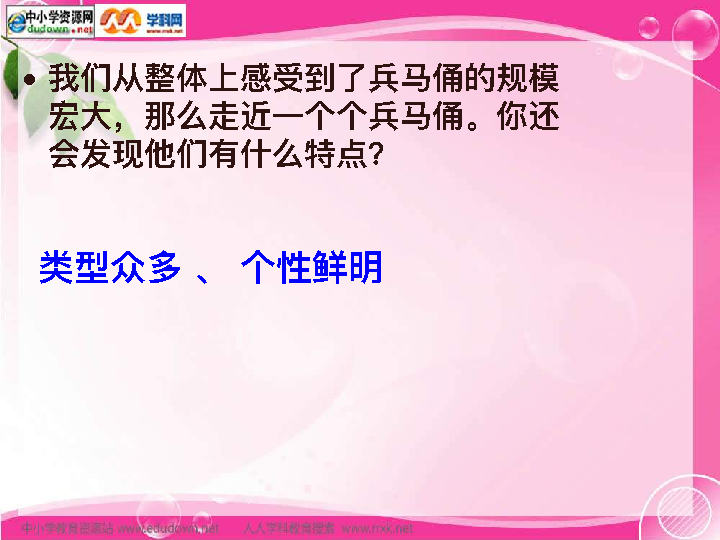 中小学资源网
edudown.net
学科网
www.nxk.net
我们从整体上感受到了兵马俑的规模
宏大，那么走近一个个兵马俑。你还
会发现他们有什么特点?
类型众多 、 个性鲜明
中小学教育资源站 www.edudown.net 人人学科教育搜索 www.nxk.net